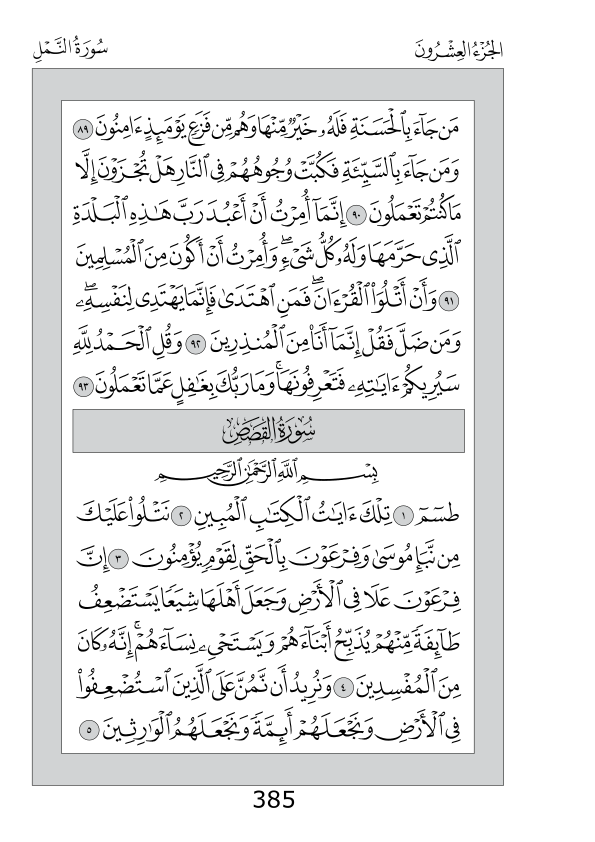 الجُزْءُ العِشْرُونَ
سُورَةُ النَّمْلِ
مَن جَآءَ بِٱلْحَسَنَةِ فَلَهُۥ خَيْرٌ مِّنْهَا وَهُم مِّن فَزَعٍ يَوْمَئِذٍ ءَامِنُونَ ٨٩
وَمَن جَآءَ بِٱلسَّيِّئَةِ فَكُبَّتْ وُجُوهُهُمْ فِى ٱلنَّارِ هَلْ تُجْزَوْنَ إِلَّا
مَا كُنتُمْ تَعْمَلُونَ ٩٠ إِنَّمَآ أُمِرْتُ أَنْ أَعْبُدَ رَبَّ هَٰذِهِ ٱلْبَلْدَةِ
ٱلَّذِى حَرَّمَهَا وَلَهُۥ كُلُّ شَىْءٍۖ وَأُمِرْتُ أَنْ أَكُونَ مِنَ ٱلْمُسْلِمِينَ
٩١ وَأَنْ أَتْلُوَا۟ ٱلْقُرْءَانَۖ فَمَنِ ٱهْتَدَىٰ فَإِنَّمَا يَهْتَدِى لِنَفْسِهِۦۖ
وَمَن ضَلَّ فَقُلْ إِنَّمَآ أَنَا۠ مِنَ ٱلْمُنذِرِينَ ٩٢ وَقُلِ ٱلْحَمْدُ لِلَّهِ
سَيُرِيكُمْ ءَايَٰتِهِۦ فَتَعْرِفُونَهَاۚ وَمَا رَبُّكَ بِغَٰفِلٍ عَمَّا تَعْمَلُونَ ٩٣
سُورَةُ القَصَصِ
بِسْمِ ٱللَّهِ ٱلرَّحْمَٰنِ ٱلرَّحِيمِ
طسٓمٓ ١ تِلْكَ ءَايَٰتُ ٱلْكِتَٰبِ ٱلْمُبِينِ ٢ نَتْلُوا۟ عَلَيْكَ
مِن نَّبَإِ مُوسَىٰ وَفِرْعَوْنَ بِٱلْحَقِّ لِقَوْمٍ يُؤْمِنُونَ ٣ إِنَّ
فِرْعَوْنَ عَلَا فِى ٱلْأَرْضِ وَجَعَلَ أَهْلَهَا شِيَعًا يَسْتَضْعِفُ
طَآئِفَةً مِّنْهُمْ يُذَبِّحُ أَبْنَآءَهُمْ وَيَسْتَحْىِۦ نِسَآءَهُمْۚ إِنَّهُۥ كَانَ
مِنَ ٱلْمُفْسِدِينَ ٤ وَنُرِيدُ أَن نَّمُنَّ عَلَى ٱلَّذِينَ ٱسْتُضْعِفُوا۟
فِى ٱلْأَرْضِ وَنَجْعَلَهُمْ أَئِمَّةً وَنَجْعَلَهُمُ ٱلْوَٰرِثِينَ ٥
385